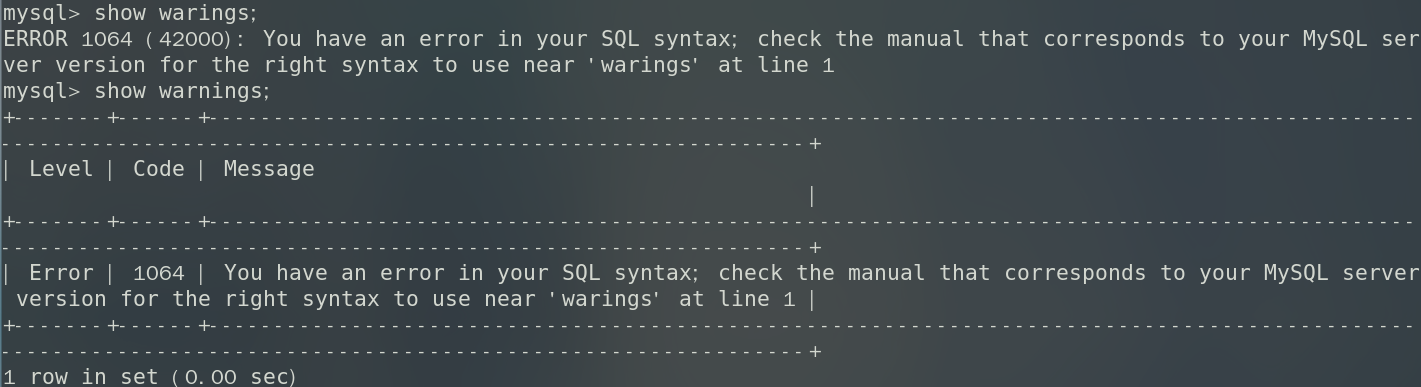 mysql> show warings;
ERROR 1064 (42000): You have an error in your SQL syntax; check the manual that corresponds to your MySQL ser
ver version for the right syntax to use near 'warings' at line 1
mysql> show warnings;
+-------+------+---------------------------------------------------------------------------------------------
--------------------------------------------------------------+
| Level | Code | Message
                                                              |
+-------+------+---------------------------------------------------------------------------------------------
--------------------------------------------------------------+
| Error | 1064 | You have an error in your SQL syntax; check the manual that corresponds to your MySQL server
 version for the right syntax to use near 'warings' at line 1 |
+-------+------+---------------------------------------------------------------------------------------------
--------------------------------------------------------------+
1 row in set (0.00 sec)